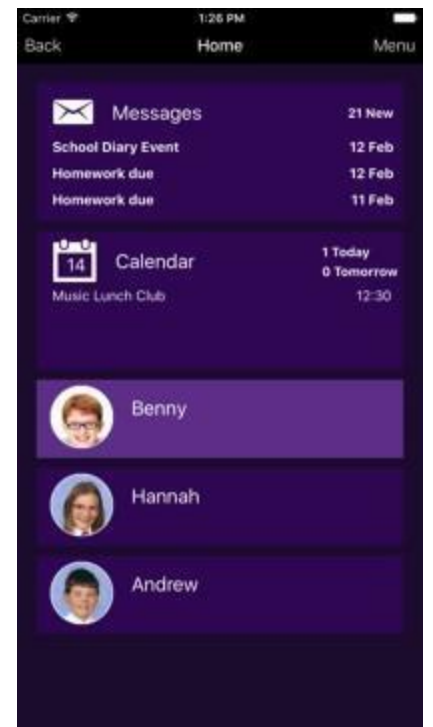 Carrier 1:26 PM
Back Home Menu
Messages 21 New
School Diary Event 12 Feb
Homework due 12 Feb
Homework due 11 Feb
14 Calendar 1 Today
0 Tomorrow
Music Lunch Club 12:30
Benny
Hannah
Andrew